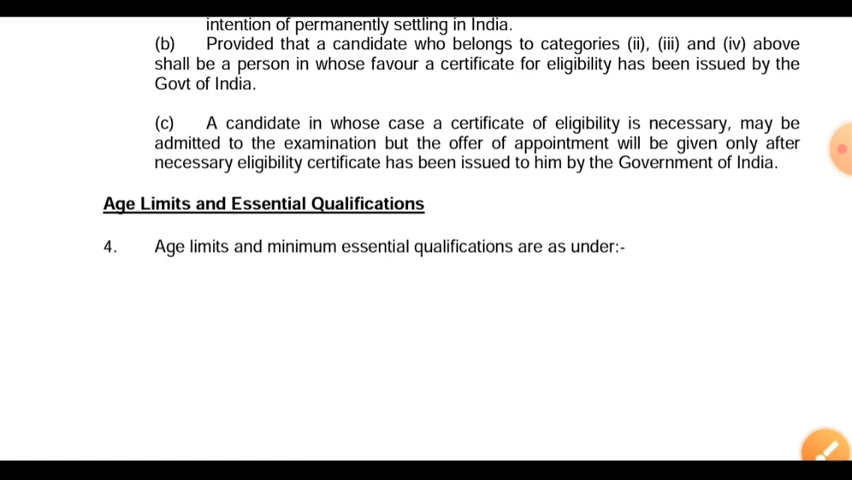 intention of permanently settling in India.
(b) Provided that a candidate who belongs to categories (ii), (iii) and (iv) above
shall be a person in whose favour a certificate for eligibility has been issued by the
Govt of India.
(c) A candidate in whose case a certificate of eligibility is necessary, may be
admitted to the examination but the offer of appointment will be given only after
necessary eligibility certificate has been issued to him by the Government of India.
Age Limits and Essential Qualifications
4. Age limits and minimum essential qualifications are as under:-